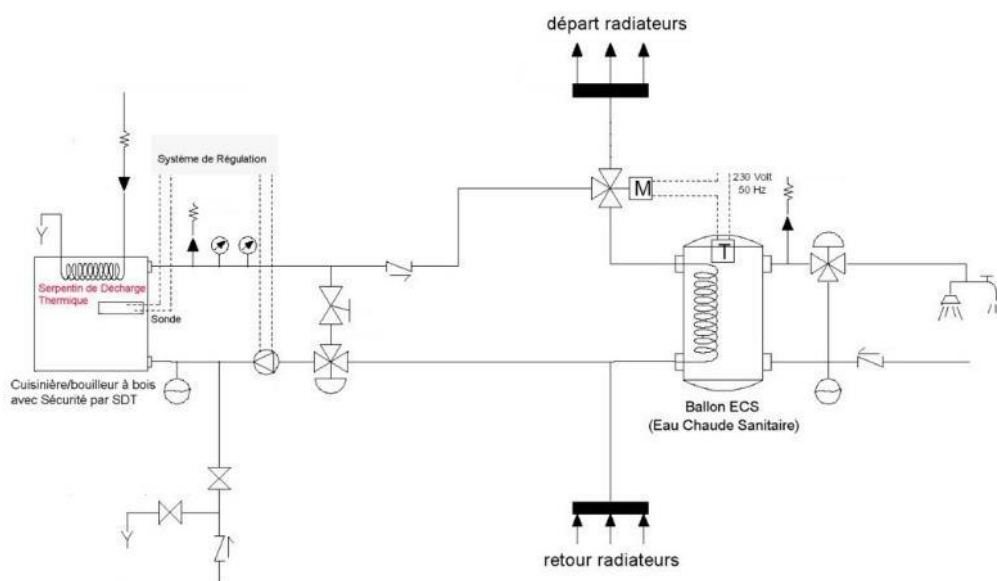 départ radiateurs
Système de Régulation
230 Volt
50 Hz
M
T
Serpentin de Décharge
Thermique
Sonde
Cuisinière/bouilleur à bois
avec Sécurité par SDT
Ballon ECS
(Eau Chaude Sanitaire)
retour radiateurs